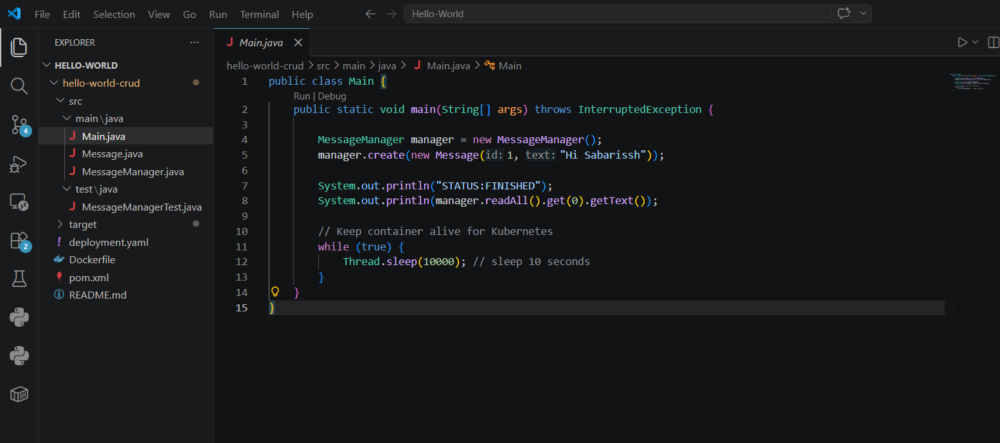 File Edit Selection View Go Run Terminal Help
Hello-World
EXPLORER
HELLO-WORLD
hello-world-crud
src
main\java
Main.java
Message.java
MessageManager.java
test\java
MessageManagerTest.java
target
deployment.yaml
Dockerfile
pom.xml
README.md
4
2
Main.java
hello-world-crud > src > main > java > Main.java > Main
1 public class Main {
Run | Debug
2 public static void main(String[] args) throws InterruptedException {
3
4 MessageManager manager = new MessageManager();
5 manager.create(new Message(id: 1, text: "Hi Sabarissh"));
6
7 System.out.println("STATUS:FINISHED");
8 System.out.println(manager.readAll().get(0).getText());
9
10 // Keep container alive for Kubernetes
11 while (true) {
12 Thread.sleep(10000); // sleep 10 seconds
13 }
14 }
15 }